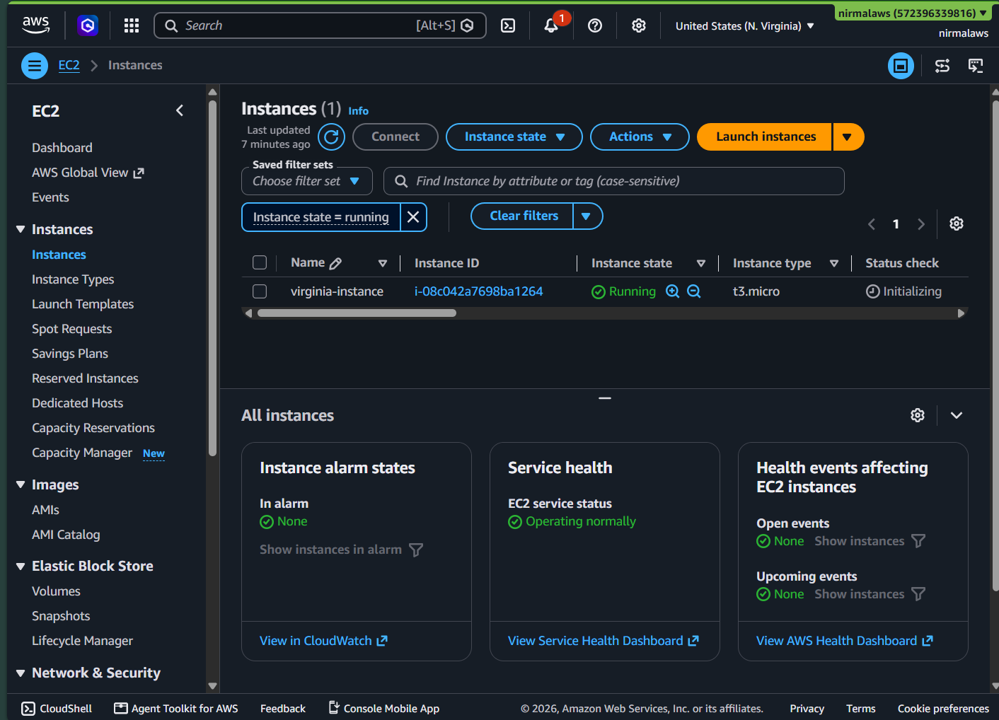 aws
Search
[Alt+S]
1
United States (N. Virginia)
nirmalaws (572396339816)
nirmalaws
EC2
Instances
EC2
Dashboard
AWS Global View
Events
Instances
Instances
Instance Types
Launch Templates
Spot Requests
Savings Plans
Reserved Instances
Dedicated Hosts
Capacity Reservations
Capacity Manager New
Images
AMIs
AMI Catalog
Elastic Block Store
Volumes
Snapshots
Lifecycle Manager
Network & Security
Instances (1) Info
Last updated
7 minutes ago
Connect
Instance state
Actions
Launch instances
Saved filter sets
Choose filter set
Find Instance by attribute or tag (case-sensitive)
Instance state = running
Clear filters
1
Name Instance ID Instance state Instance type Status check
virginia-instance i-08c042a7698ba1264 Running t3.micro Initializing
All instances
Instance alarm states
In alarm
None
Show instances in alarm
View in CloudWatch
Service health
EC2 service status
Operating normally
View Service Health Dashboard
Health events affecting
EC2 instances
Open events
None Show instances
Upcoming events
None Show instances
View AWS Health Dashboard
CloudShell Agent Toolkit for AWS Feedback Console Mobile App © 2026, Amazon Web Services, Inc. or its affiliates. Privacy Terms Cookie preferences